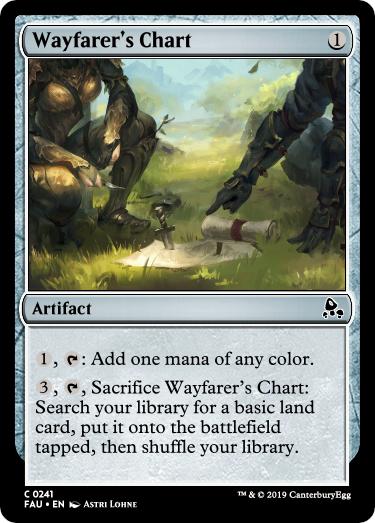 Wayfarer's Chart 1
Artifact
1, : Add one mana of any color.
3, , Sacrifice Wayfarer's Chart:
Search your library for a basic land
card, put it onto the battlefield
tapped, then shuffle your library.
C 0241
FAU • EN Astri Lohne
™ & © 2019 CanterburyEgg